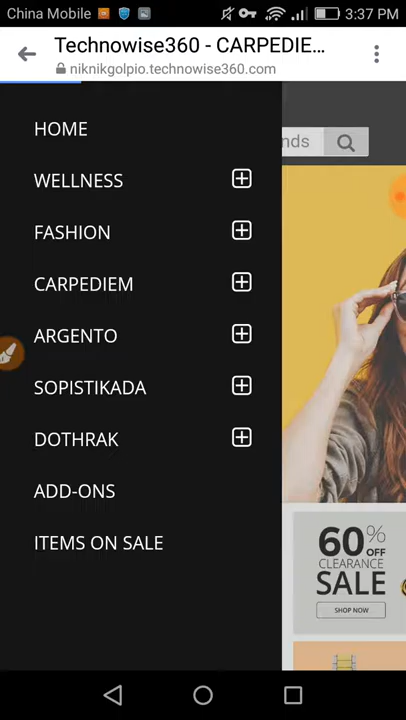 China Mobile 3:37 PM
Technowise360 - CARPEDIE...
niknikgolpio.technowise360.com
HOME
nds
WELLNESS
FASHION
CARPEDIEM
ARGENTO
SOPISTIKADA
DOTHRAK
ADD-ONS
ITEMS ON SALE
60%
OFF
CLEARANCE
SALE
SHOP NOW